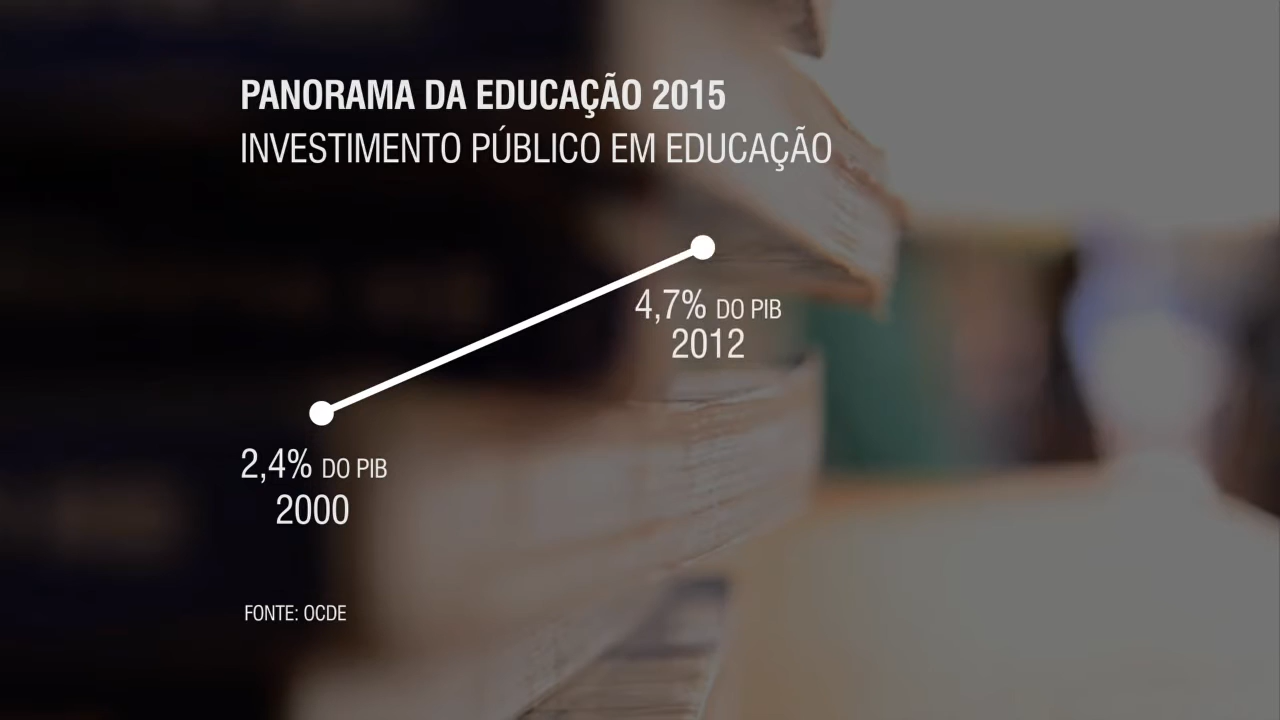 PANORAMA DA EDUCAÇÃO 2015
INVESTIMENTO PÚBLICO EM EDUCAÇÃO
4,7% DO PIB
2012
2,4% DO PIB
2000
FONTE: OCDE